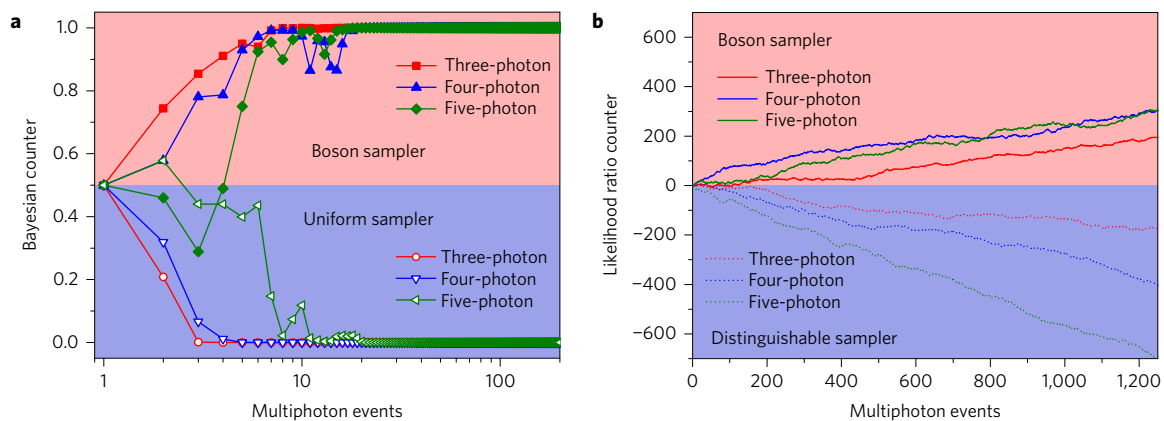 a
Bayesian counter
1.0
0.8
0.6
0.4
0.2
0.0
Three-photon
Four-photon
Five-photon
Boson sampler
Uniform sampler
Three-photon
Four-photon
Five-photon
1
10
100
Multiphoton events
b
Likelihood ratio counter
600
400
200
0
−200
−400
−600
Boson sampler
Three-photon
Four-photon
Five-photon
Three-photon
Four-photon
Five-photon
Distinguishable sampler
0
200
400
600
800
1,000
1,200
Multiphoton events